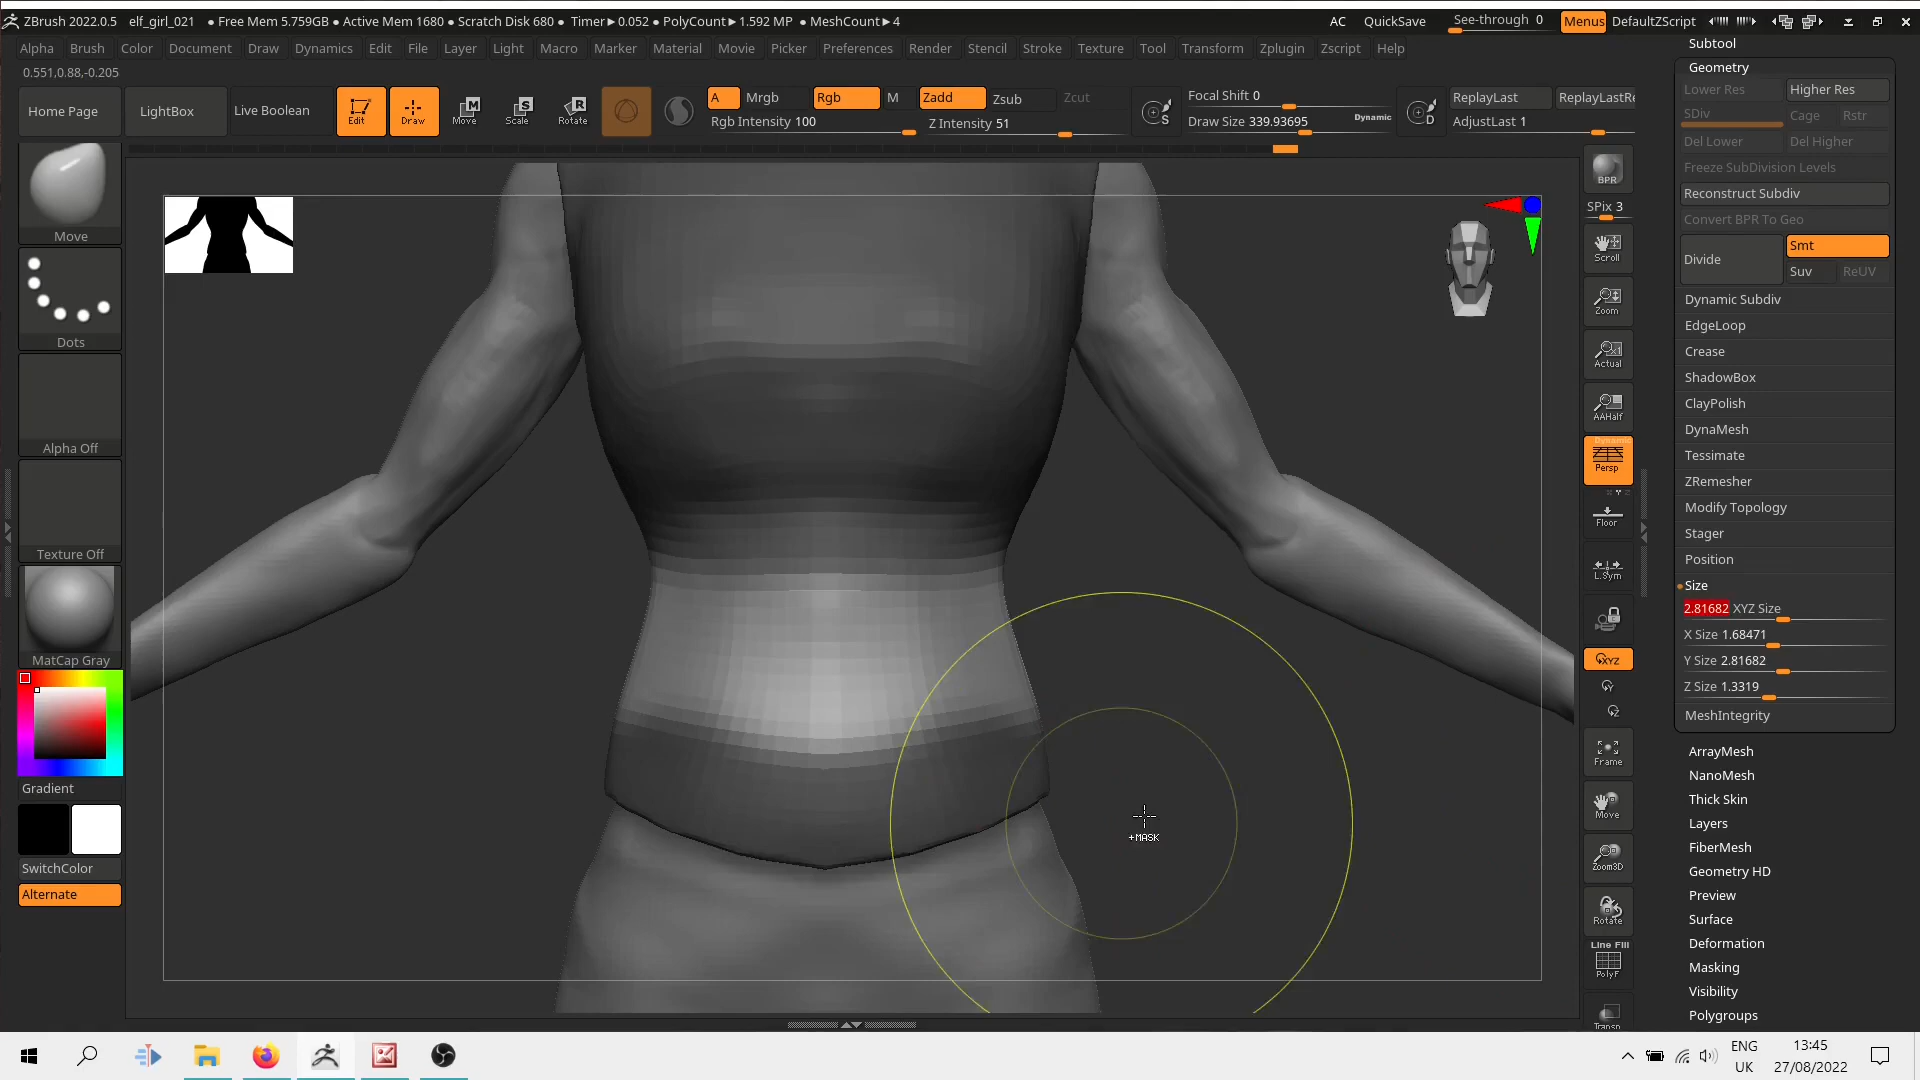 ZBrush 2022.0.5 elf_girl_021 ● Free Mem 5.759GB ● Active Mem 1680 ● Scratch Disk 680 ● Timer►0.052 ● PolyCount►1.592 MP ● MeshCount►4 AC QuickSave See-through 0 Menus DefaultZScript
Alpha Brush Color Document Draw Dynamics Edit File Layer Light Macro Marker Material Movie Picker Preferences Render Stencil Stroke Texture Tool Transform Zplugin Zscript Help
0.551,0.88,-0.205
Home Page LightBox Live Boolean Edit Draw Move Scale Rotate
M S R
A Mrgb Rgb M Zadd Zsub Zcut
Rgb Intensity 100 Z Intensity 51
S Focal Shift 0
Draw Size 339.93695 Dynamic
D ReplayLast ReplayLastRe
AdjustLast 1
Move
Dots
Alpha Off
Texture Off
MatCap Gray
Gradient
SwitchColor
Alternate
+MASK
BPR
SPix 3
Scroll
Zoom
Actual
AAHalf
Dynamic
Persp
Floor
L.Sym
XYZ
Y
Z
Frame
Move
Zoom3D
Rotate
Line Fill
PolyF
Transp
Subtool
Geometry
Lower Res Higher Res
SDiv Cage Rstr
Del Lower Del Higher
Freeze SubDivision Levels
Reconstruct Subdiv
Convert BPR To Geo
Divide Smt
Suv ReUV
Dynamic Subdiv
EdgeLoop
Crease
ShadowBox
ClayPolish
DynaMesh
Tessimate
ZRemesher
Modify Topology
Stager
Position
Size
2.81682 XYZ Size
X Size 1.68471
Y Size 2.81682
Z Size 1.3319
MeshIntegrity
ArrayMesh
NanoMesh
Thick Skin
Layers
FiberMesh
Geometry HD
Preview
Surface
Deformation
Masking
Visibility
Polygroups
ENG
UK
13:45
27/08/2022